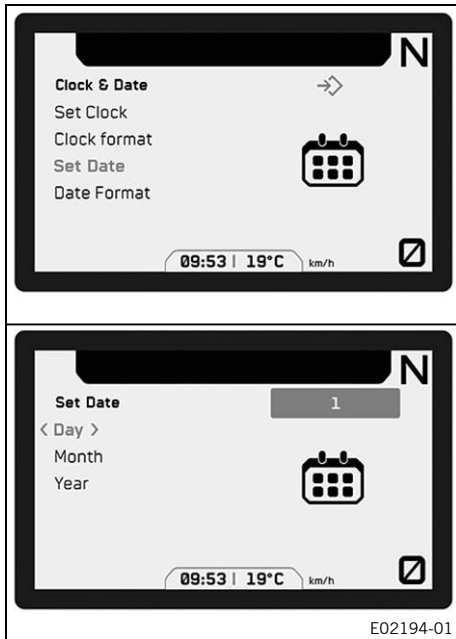 N
Clock & Date
Set Clock
Clock format
Set Date
Date Format
09:53 | 19°C km/h
0
N
Set Date 1
< Day >
Month
Year
09:53 | 19°C km/h
0
E02194-01